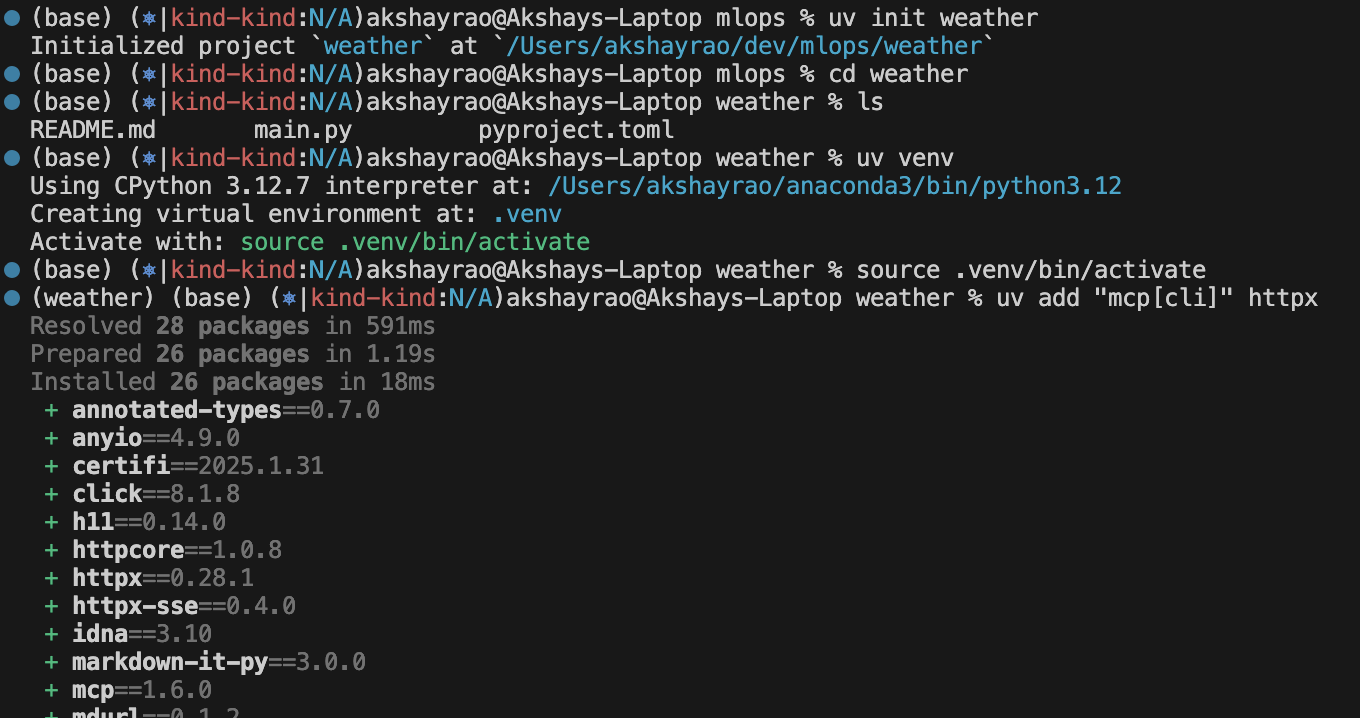 (base) (⎈|kind-kind:N/A)akshayrao@Akshays-Laptop mlops % uv init weather
Initialized project `weather` at `/Users/akshayrao/dev/mlops/weather`
(base) (⎈|kind-kind:N/A)akshayrao@Akshays-Laptop mlops % cd weather
(base) (⎈|kind-kind:N/A)akshayrao@Akshays-Laptop weather % ls
README.md main.py pyproject.toml
(base) (⎈|kind-kind:N/A)akshayrao@Akshays-Laptop weather % uv venv
Using CPython 3.12.7 interpreter at: /Users/akshayrao/anaconda3/bin/python3.12
Creating virtual environment at: .venv
Activate with: source .venv/bin/activate
(base) (⎈|kind-kind:N/A)akshayrao@Akshays-Laptop weather % source .venv/bin/activate
(weather) (base) (⎈|kind-kind:N/A)akshayrao@Akshays-Laptop weather % uv add "mcp[cli]" httpx
Resolved 28 packages in 591ms
Prepared 26 packages in 1.19s
Installed 26 packages in 18ms
+ annotated-types==0.7.0
+ anyio==4.9.0
+ certifi==2025.1.31
+ click==8.1.8
+ h11==0.14.0
+ httpcore==1.0.8
+ httpx==0.28.1
+ httpx-sse==0.4.0
+ idna==3.10
+ markdown-it-py==3.0.0
+ mcp==1.6.0
+ mdurl==0.1.2